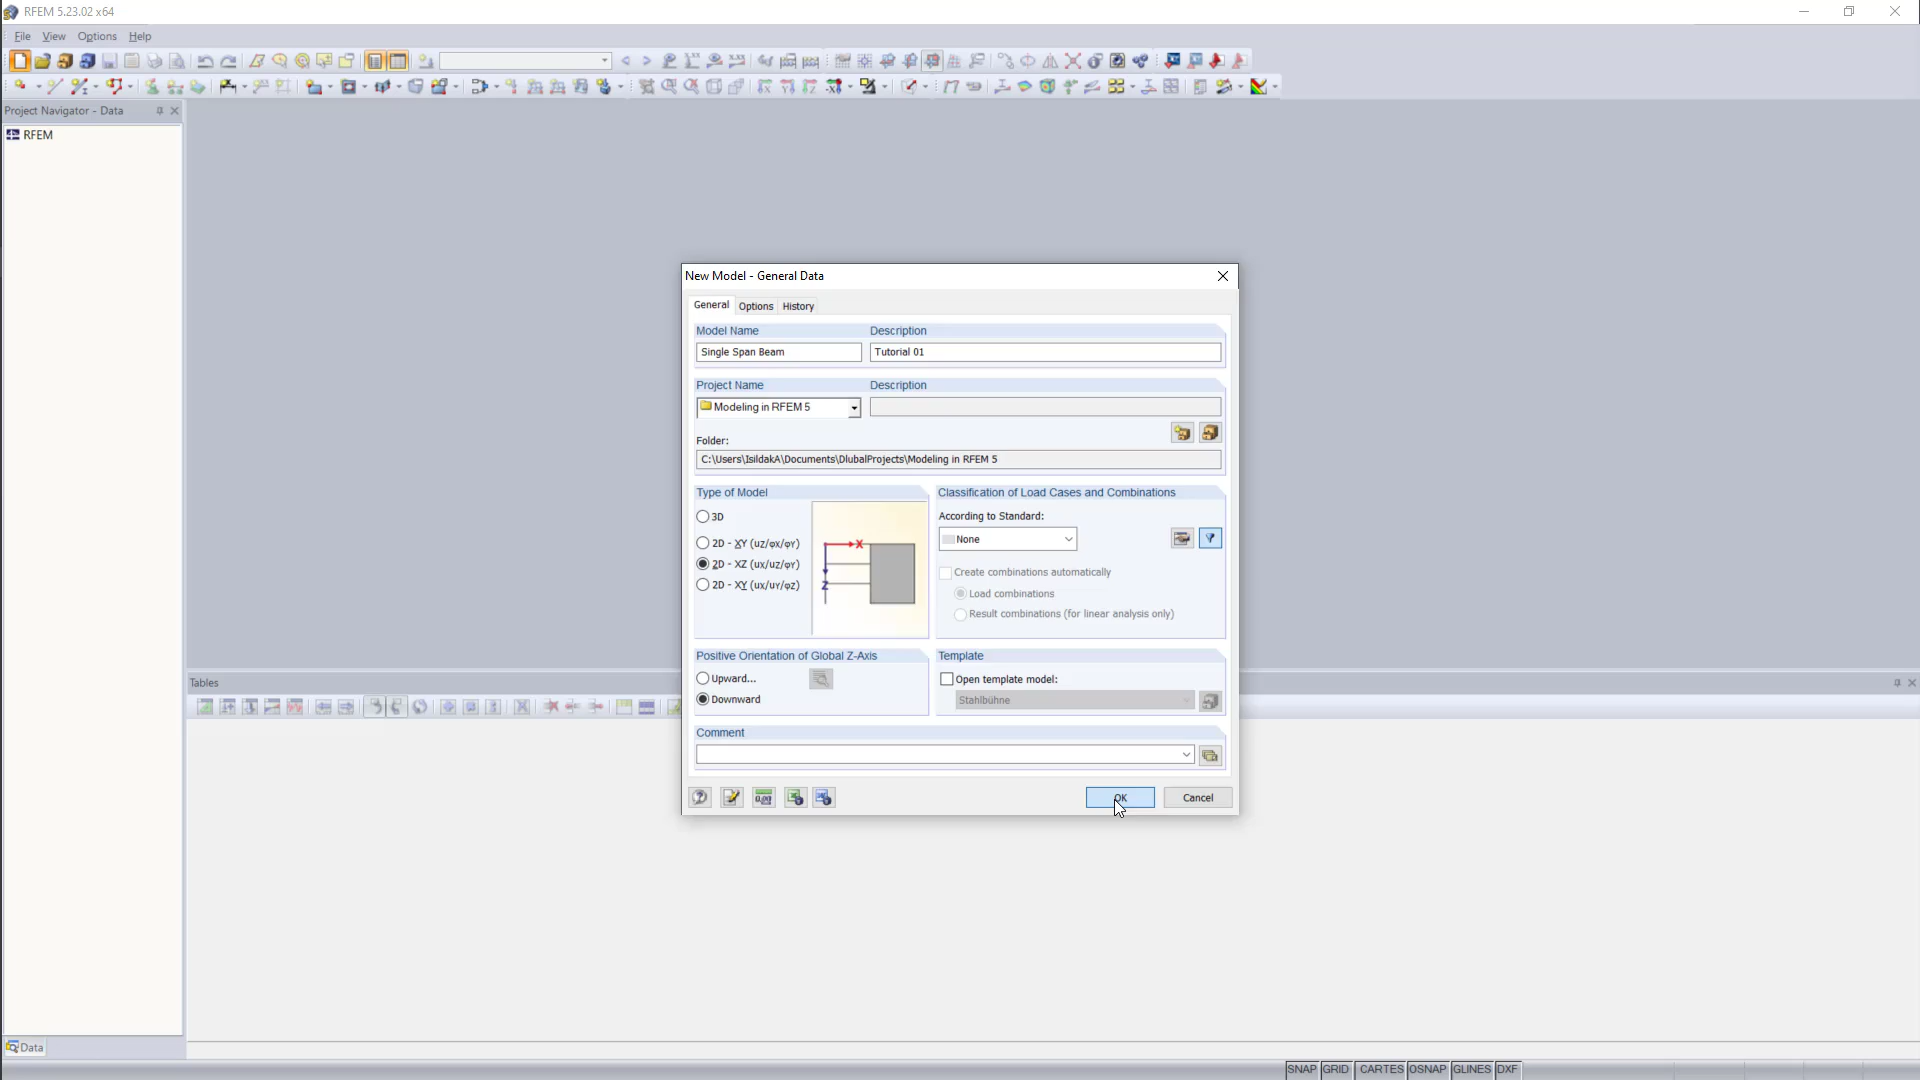 RFEM 5.23.02 x64
File View Options Help
Project Navigator - Data
RFEM
New Model - General Data
General Options History
Model Name Description
Single Span Beam Tutorial 01
Project Name Description
Modeling in RFEM 5
Folder:
C:\Users\IsildakA\Documents\DlubalProjects\Modeling in RFEM 5
Type of Model Classification of Load Cases and Combinations
3D According to Standard:
2D - XY (uZ/φX/φY) None
2D - XZ (uX/uZ/φY) Create combinations automatically
2D - XY (uX/uY/φZ) Load combinations
X
Z
Result combinations (for linear analysis only)
Positive Orientation of Global Z-Axis Template
Upward... Open template model:
Downward Stahlbühne
Tables
Comment
OK Cancel
Data
SNAP GRID CARTES OSNAP GLINES DXF